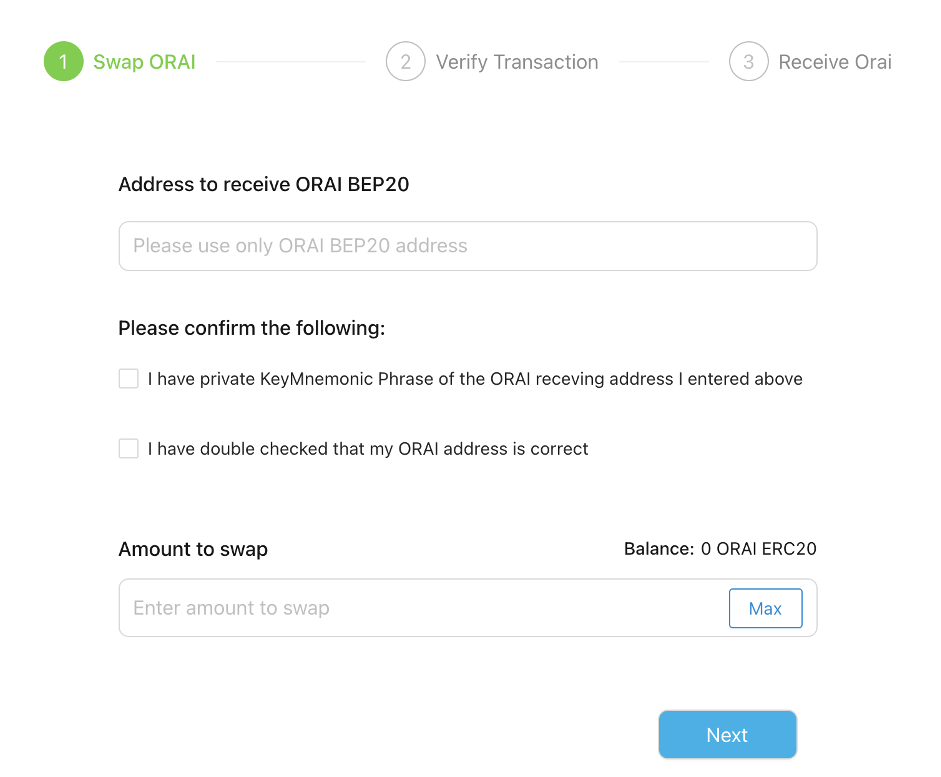 1 Swap ORAI 2 Verify Transaction 3 Receive Orai
Address to receive ORAI BEP20
Please use only ORAI BEP20 address
Please confirm the following:
I have private KeyMnemonic Phrase of the ORAI receving address I entered above
I have double checked that my ORAI address is correct
Amount to swap Balance: 0 ORAI ERC20
Enter amount to swap Max
Next